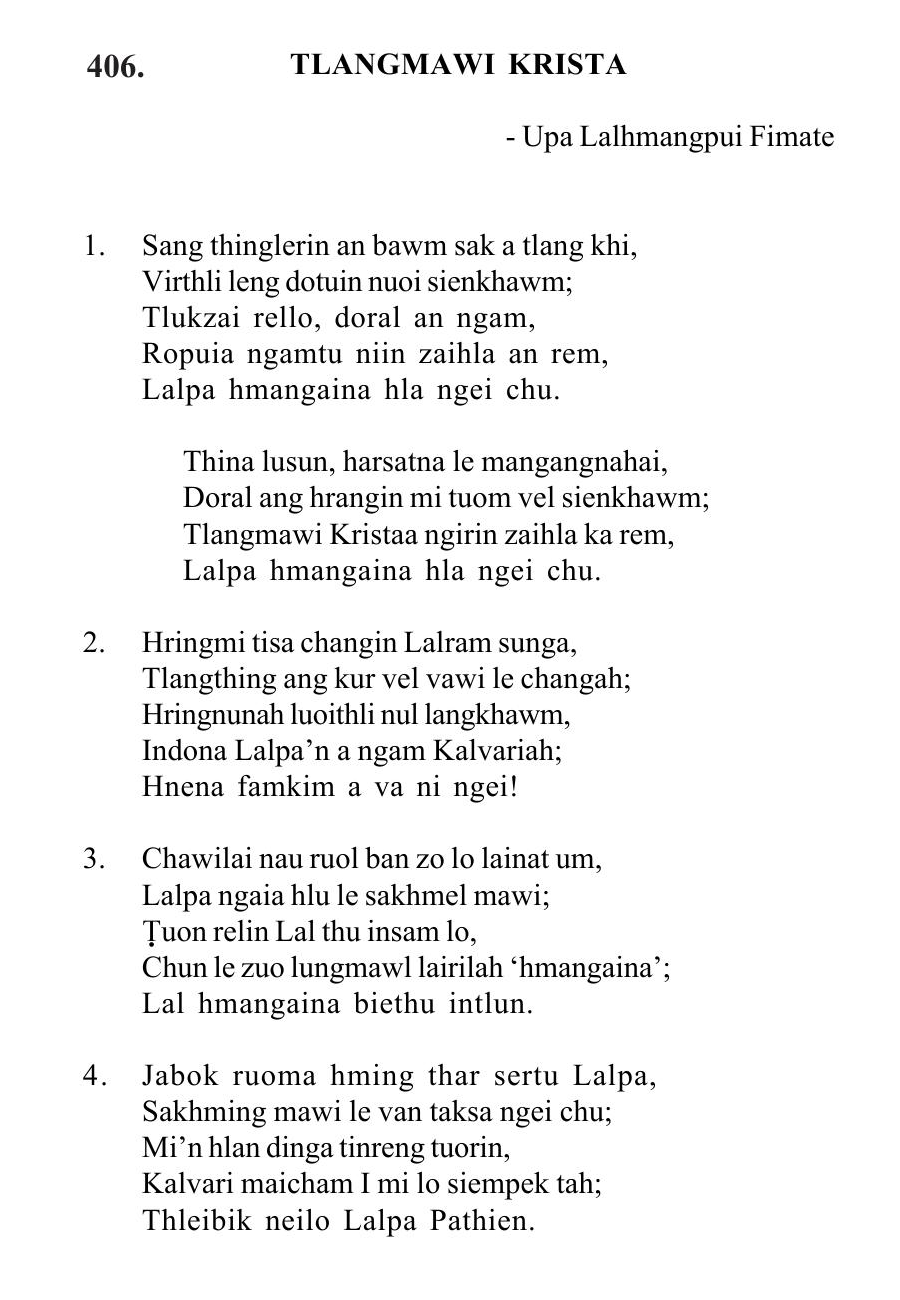 406. TLANGMAWI KRISTA
- Upa Lalhmangpui Fimate
1. Sang thinglerin an bawm sak a tlang khi,
Virthli leng dotuin nuoi sienkhawm;
Tlukzai rello, doral an ngam,
Ropuia ngamtu niin zaihla an rem,
Lalpa hmangaina hla ngei chu.
Thina lusun, harsatna le mangangnahai,
Doral ang hrangin mi tuom vel sienkhawm;
Tlangmawi Kristaa ngirin zaihla ka rem,
Lalpa hmangaina hla ngei chu.
2. Hringmi tisa changin Lalram sunga,
Tlangthing ang kur vel vawi le changah;
Hringnunah luoithli nul langkhawm,
Indona Lalpa’n a ngam Kalvariah;
Hnena famkim a va ni ngei!
3. Chawilai nau ruol ban zo lo lainat um,
Lalpa ngaia hlu le sakhmel mawi;
Ṭuon relin Lal thu insam lo,
Chun le zuo lungmawl lairilah ‘hmangaina’;
Lal hmangaina biethu intlun.
4. Jabok ruoma hming thar sertu Lalpa,
Sakhming mawi le van taksa ngei chu;
Mi’n hlan dinga tinreng tuorin,
Kalvari maicham I mi lo siempek tah;
Thleibik neilo Lalpa Pathien.